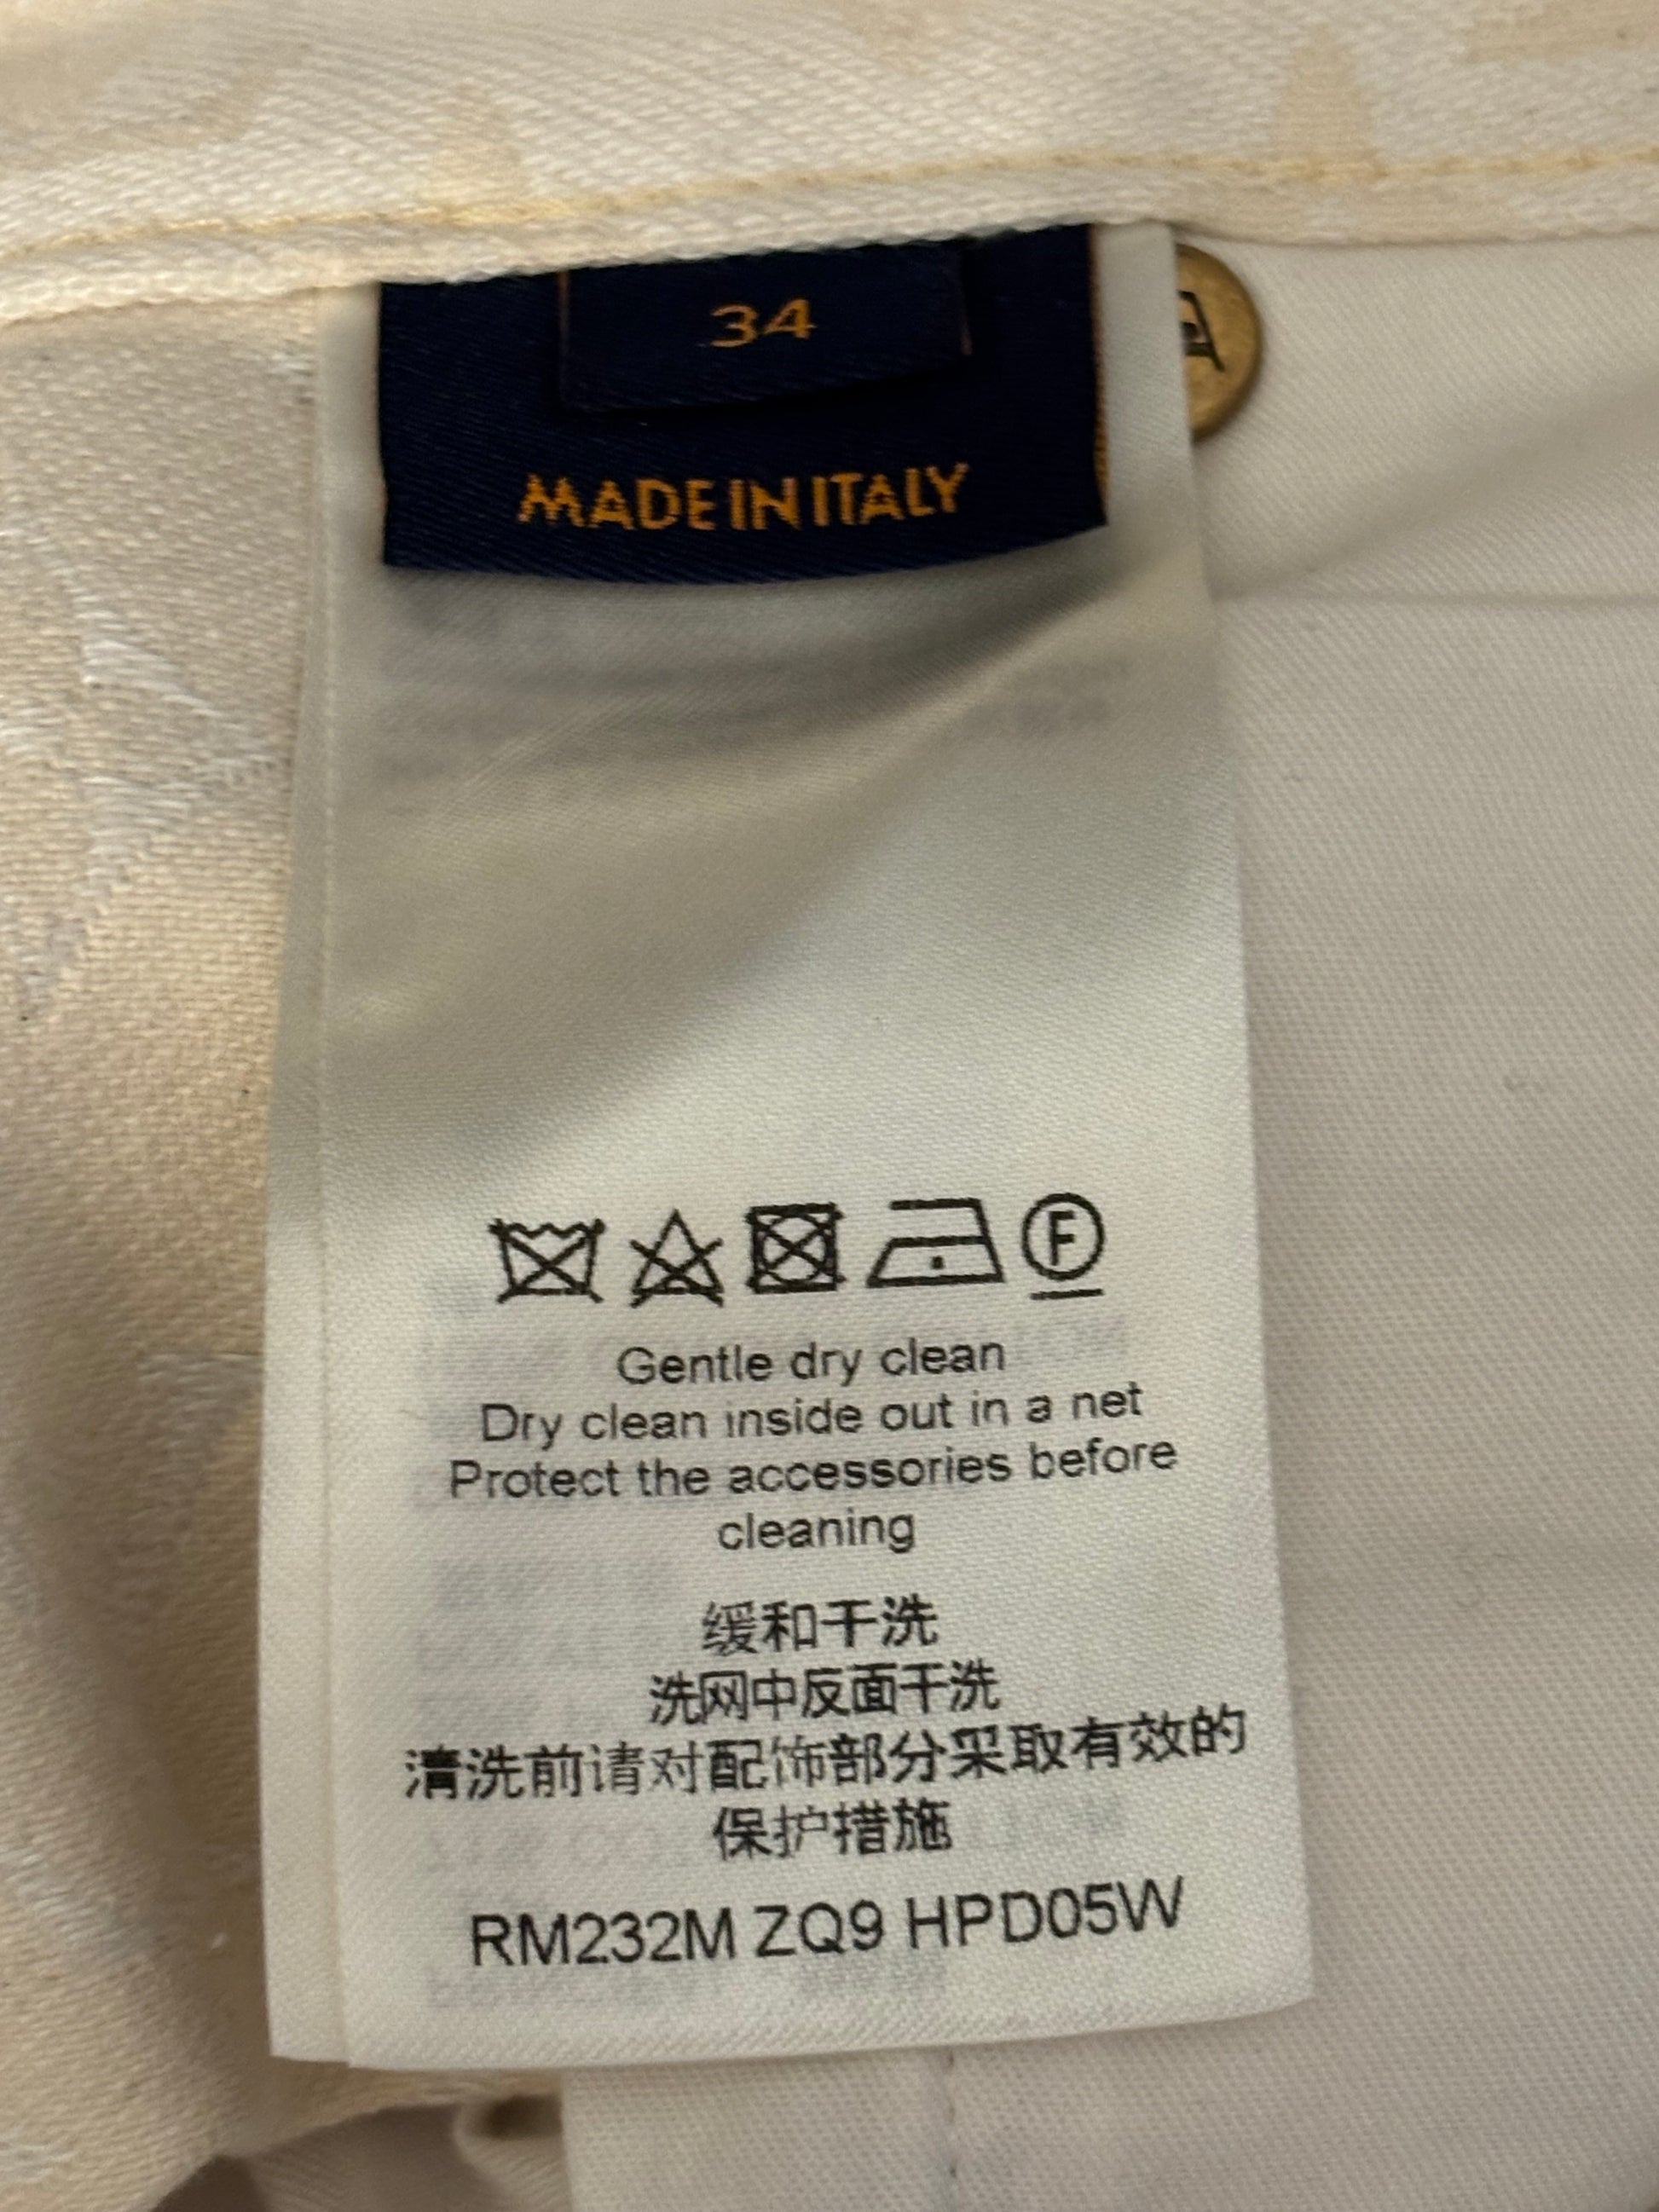 34
MADE IN ITALY
F
Gentle dry clean
Dry clean inside out in a net
Protect the accessories before
cleaning
缓和干洗
洗网中反面干洗
清洗前请对配饰部分采取有效的
保护措施
RM232M ZQ9 HPD05W